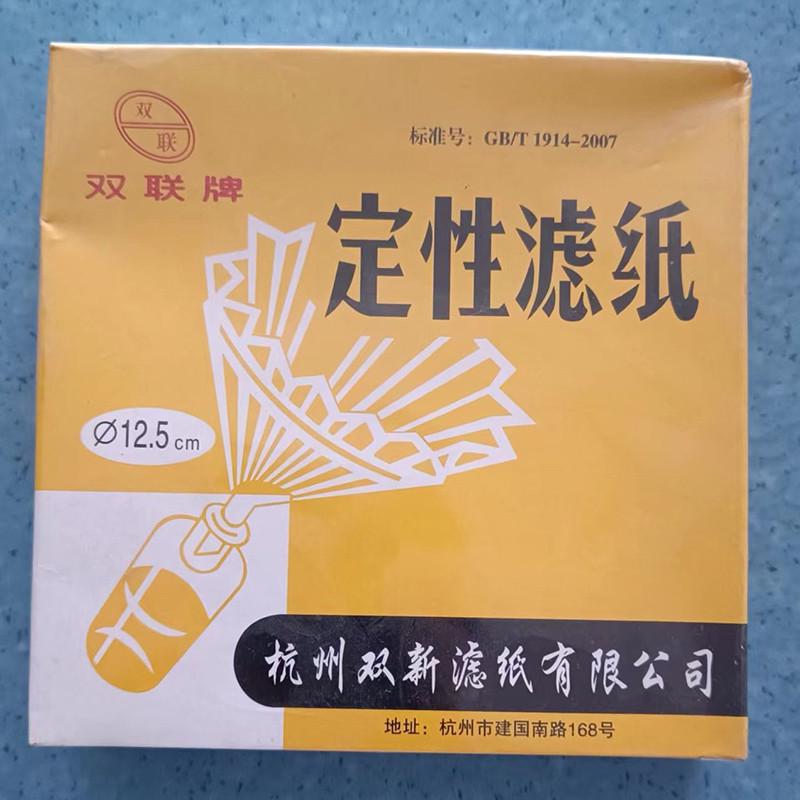 双
联
双联牌
标准号：GB/T 1914-2007
定性滤纸
Ø12.5cm
杭州双新滤纸有限公司
地址：杭州市建国南路168号